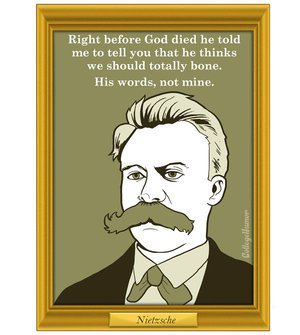 Right before God died he told
me to tell you that he thinks
we should totally bone.
His words, not mine.
CollegeHumor
Nietzsche